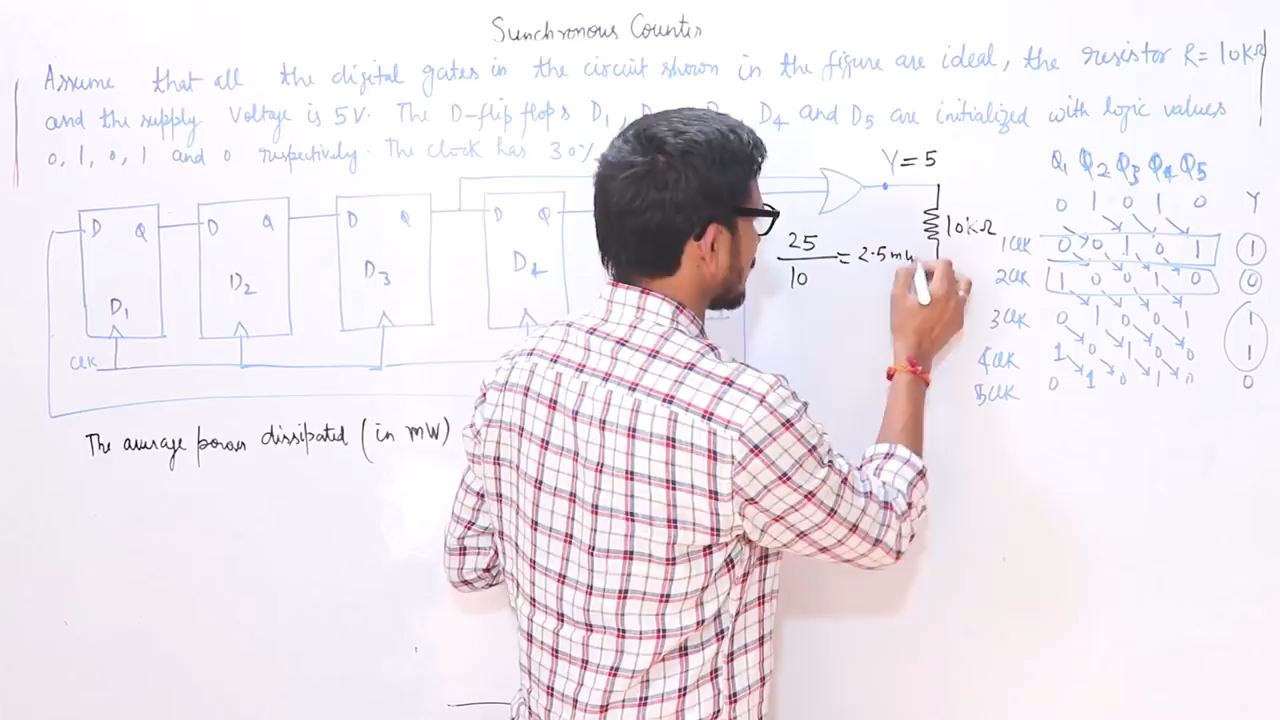 Sunchronous Counter
Assume that all the digital gates in the circuit shown in the figure are ideal, the resistor R = 10kΩ
and the supply voltage is 5V. The D-flip flops D1, D4 and D5 are initialized with logic values
0, 1, 0, 1 and 0 respectively. The clock has 30%
Y = 5
Q1 Q2 Q3 Q4 Q5
0 1 0 1 0 Y
1clk 0 0 1 0 1 1
2clk 1 0 0 1 0 0
3clk 0 1 0 0 1 1
4clk 1 0 1 0 0 1
5clk 0 1 0 1 0 0
D Q D Q D Q D Q
D1 D2 D3 D4
clk
10kΩ
25
10
= 2.5 m
The average power dissipated (in mW)